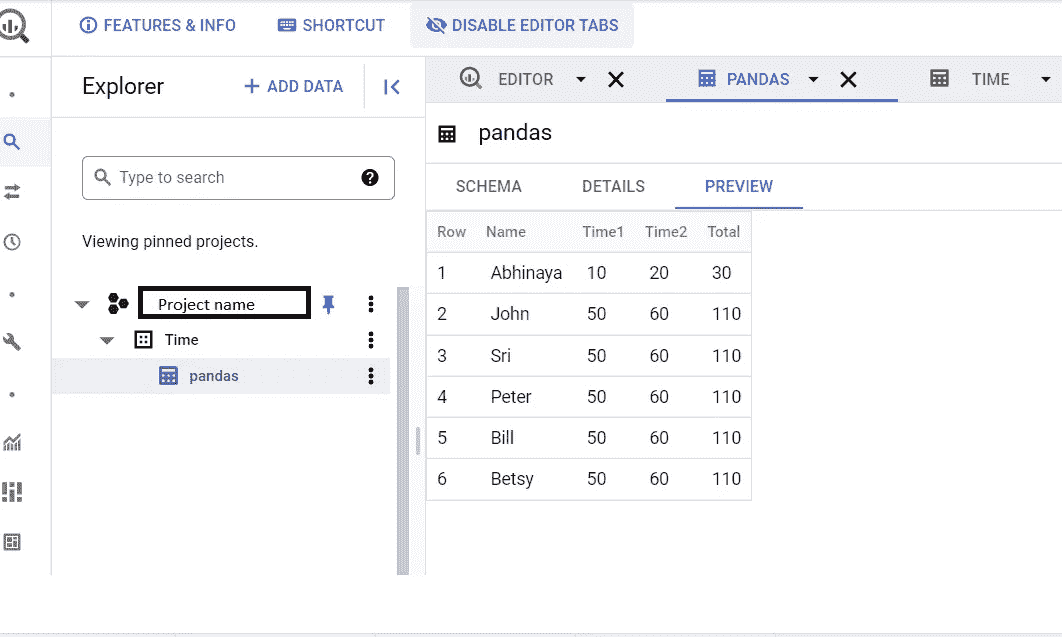 FEATURES & INFO SHORTCUT DISABLE EDITOR TABS
Explorer + ADD DATA
EDITOR PANDAS TIME
pandas
Type to search ?
SCHEMA DETAILS PREVIEW
Viewing pinned projects.
Project name
Time
pandas
Row Name Time1 Time2 Total
1 Abhinaya 10 20 30
2 John 50 60 110
3 Sri 50 60 110
4 Peter 50 60 110
5 Bill 50 60 110
6 Betsy 50 60 110